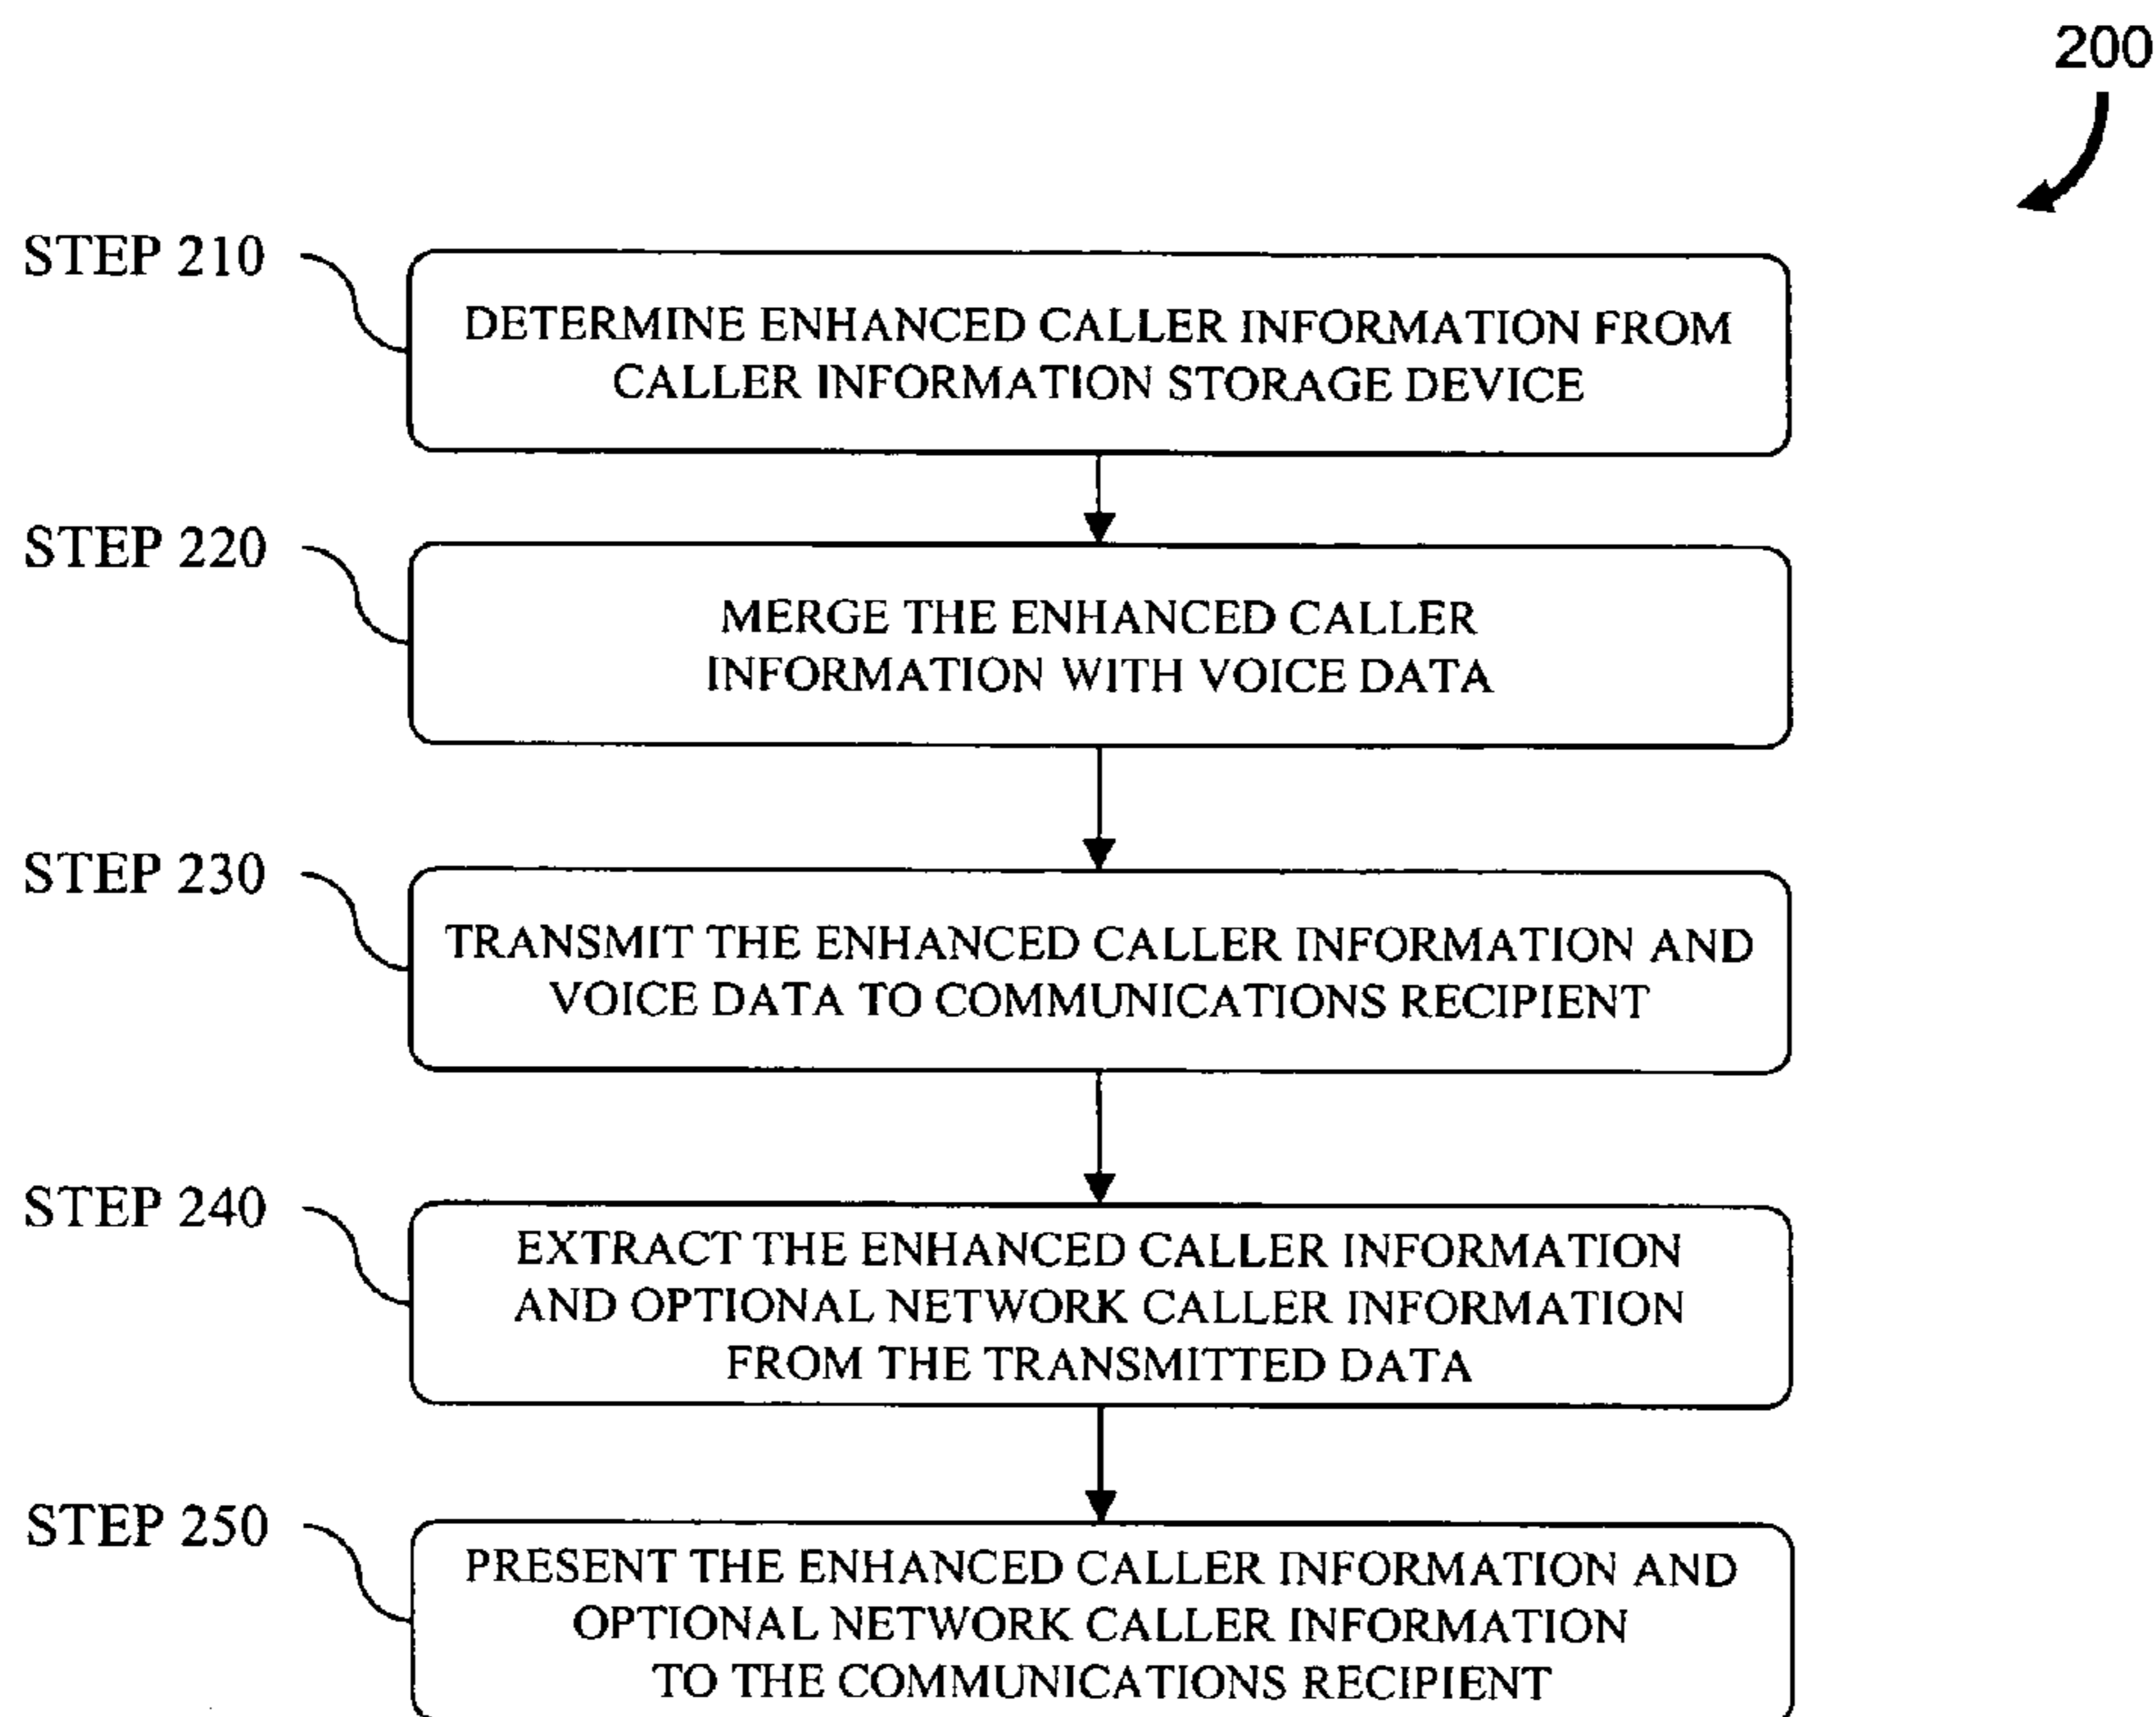 200
STEP 210
DETERMINE ENHANCED CALLER INFORMATION FROM
CALLER INFORMATION STORAGE DEVICE
STEP 220
MERGE THE ENHANCED CALLER
INFORMATION WITH VOICE DATA
STEP 230
TRANSMIT THE ENHANCED CALLER INFORMATION AND
VOICE DATA TO COMMUNICATIONS RECIPIENT
STEP 240
EXTRACT THE ENHANCED CALLER INFORMATION
AND OPTIONAL NETWORK CALLER INFORMATION
FROM THE TRANSMITTED DATA
STEP 250
PRESENT THE ENHANCED CALLER INFORMATION AND
OPTIONAL NETWORK CALLER INFORMATION
TO THE COMMUNICATIONS RECIPIENT